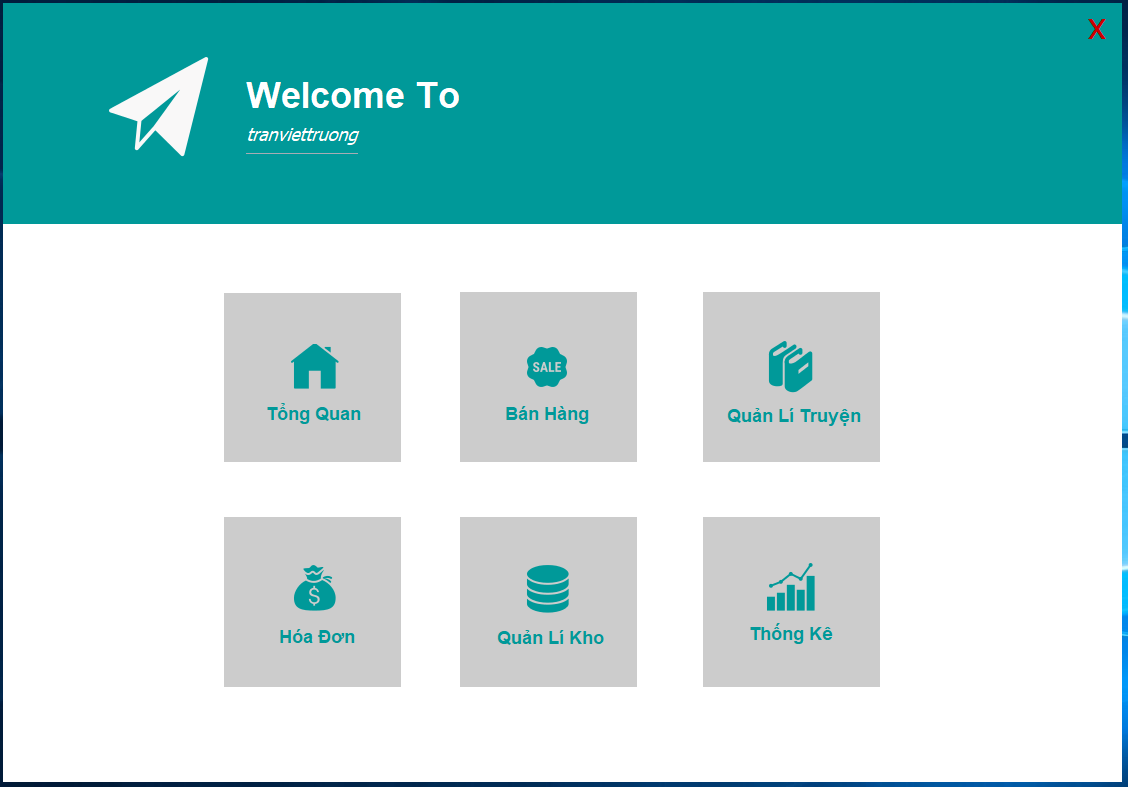 X
Welcome To
tranviettruong
Tổng Quan
SALE
Bán Hàng
Quản Lí Truyện
$
Hóa Đơn
Quản Lí Kho
Thống Kê